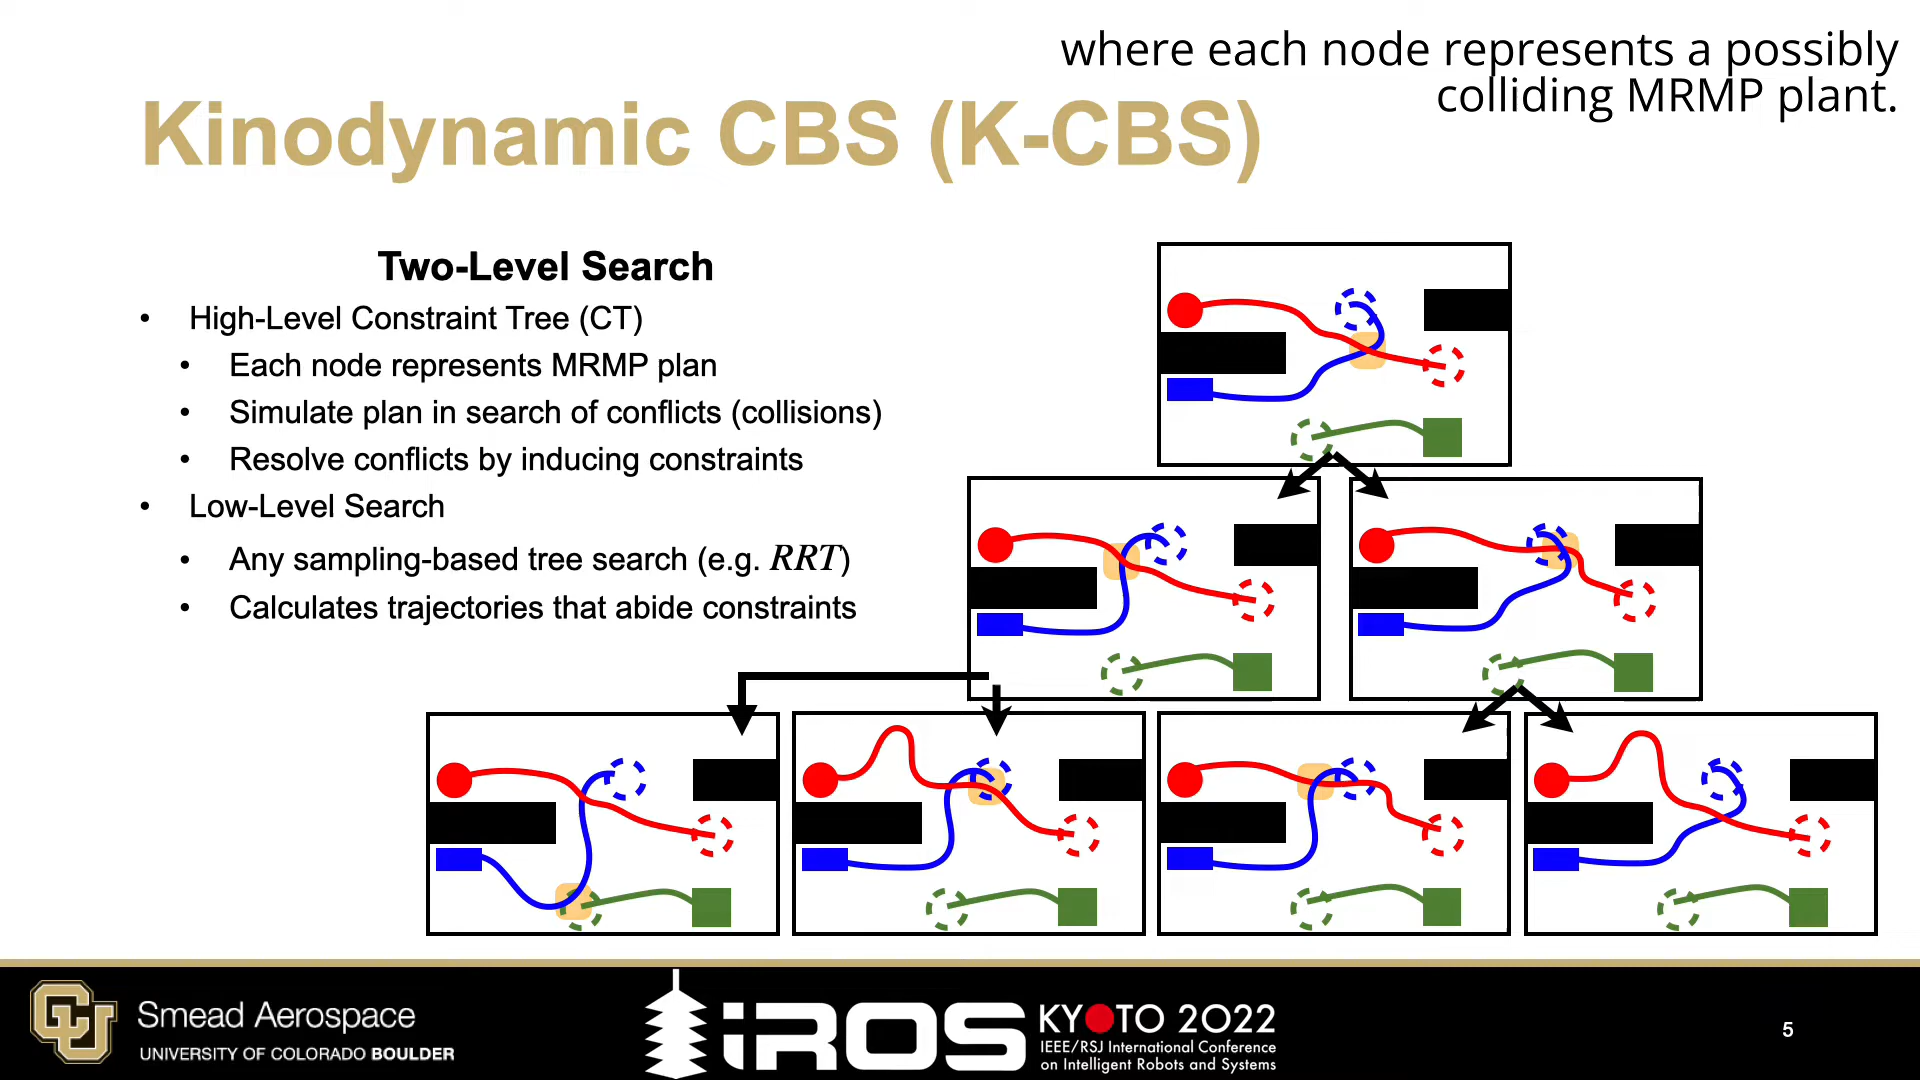 where each node represents a possibly
colliding MRMP plant.
Kinodynamic CBS (K-CBS)
Two-Level Search
• High-Level Constraint Tree (CT)
• Each node represents MRMP plan
• Simulate plan in search of conflicts (collisions)
• Resolve conflicts by inducing constraints
• Low-Level Search
• Any sampling-based tree search (e.g. RRT)
• Calculates trajectories that abide constraints
CU
Smead Aerospace
UNIVERSITY OF COLORADO BOULDER
iROS
KYOTO 2022
IEEE/RSJ International Conference
on Intelligent Robots and Systems
5